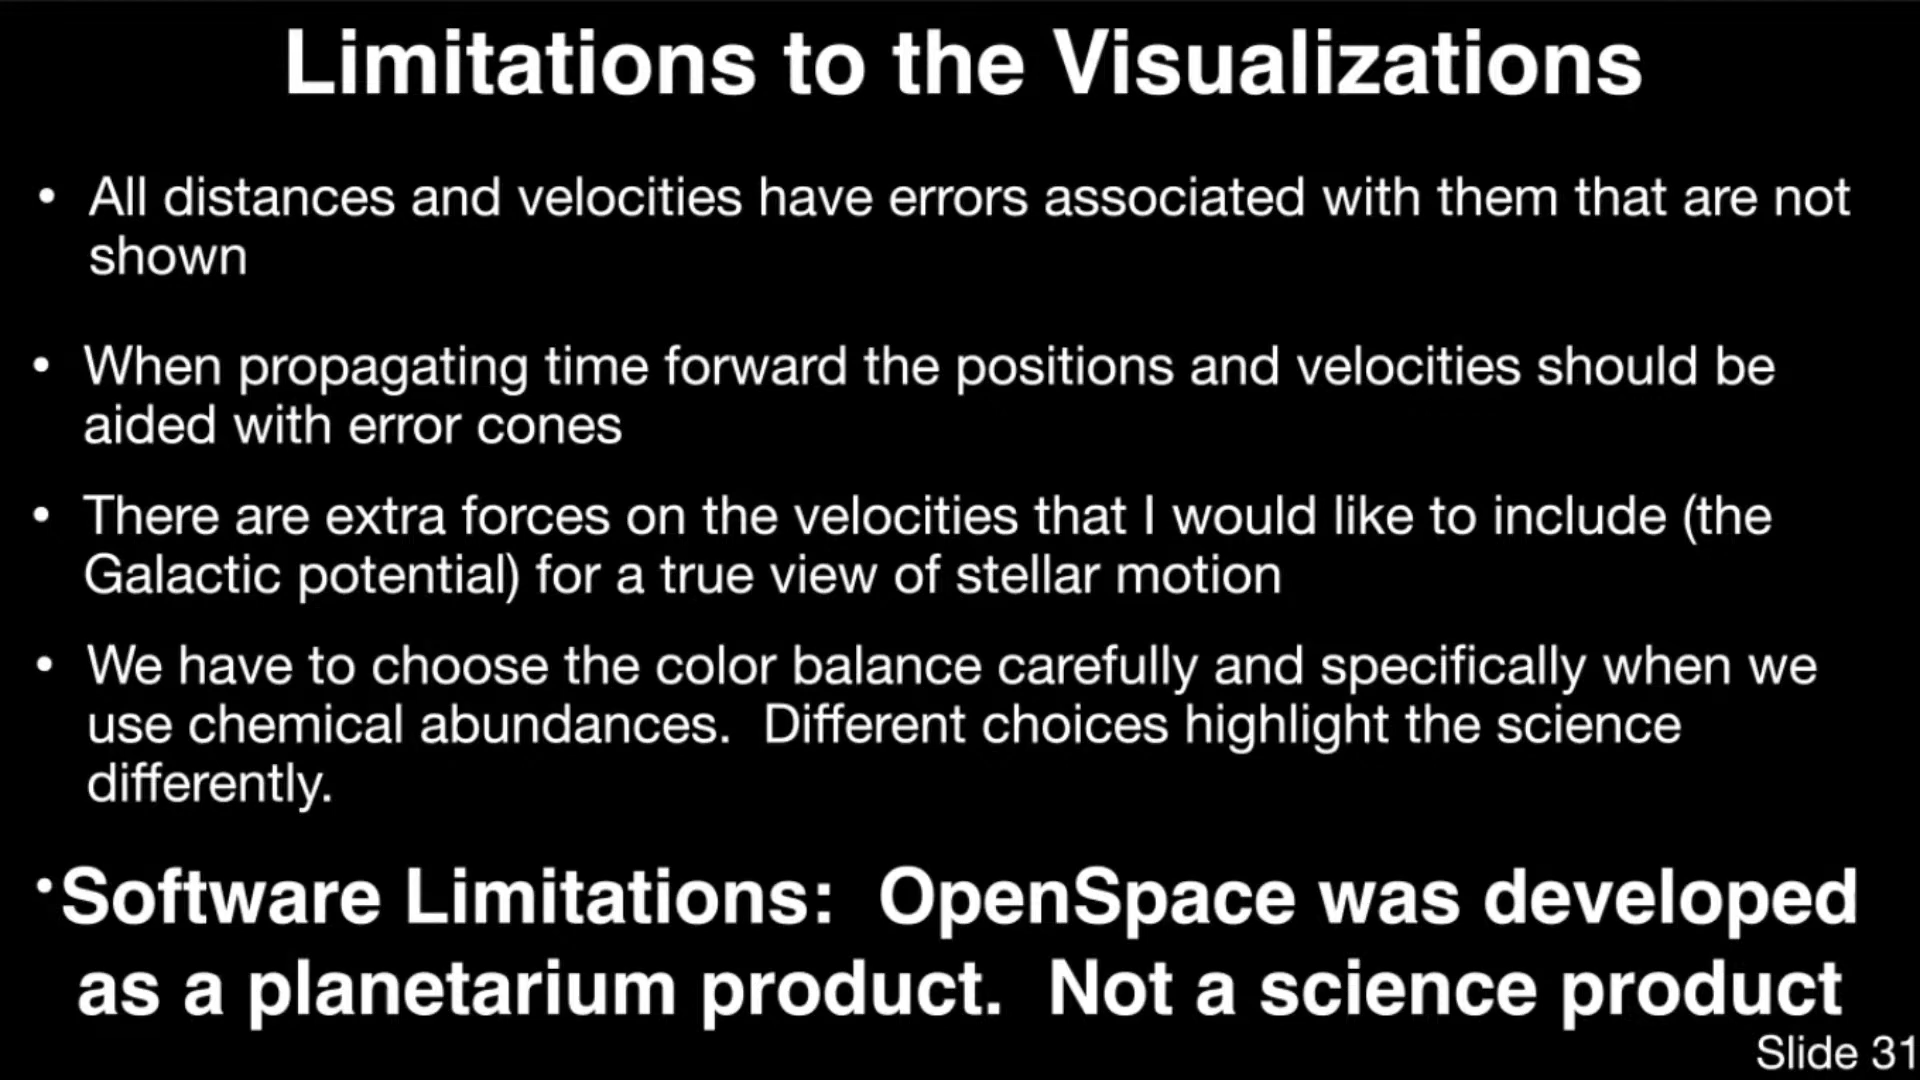 Limitations to the Visualizations
• All distances and velocities have errors associated with them that are not
shown
• When propagating time forward the positions and velocities should be
aided with error cones
• There are extra forces on the velocities that I would like to include (the
Galactic potential) for a true view of stellar motion
• We have to choose the color balance carefully and specifically when we
use chemical abundances.  Different choices highlight the science
differently.
• Software Limitations:  OpenSpace was developed
as a planetarium product.  Not a science product
Slide 31